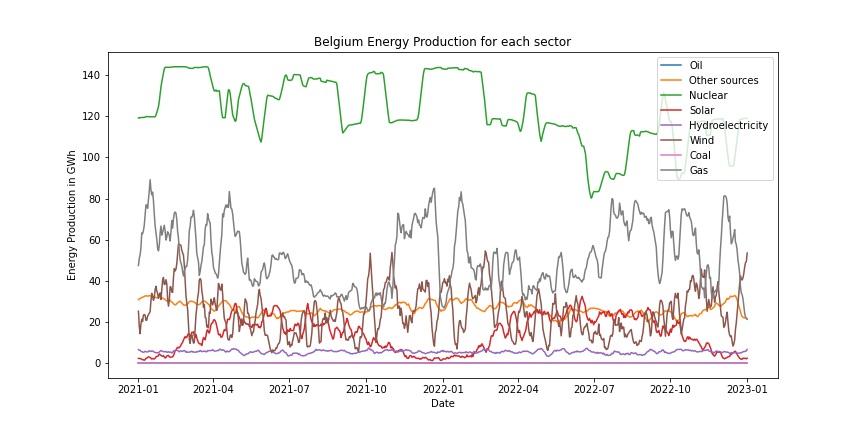 Belgium Energy Production for each sector
Energy Production in GWh
140
120
100
80
60
40
20
0
Oil
Other sources
Nuclear
Solar
Hydroelectricity
Wind
Coal
Gas
2021-01
2021-04
2021-07
2021-10
2022-01
2022-04
2022-07
2022-10
2023-01
Date